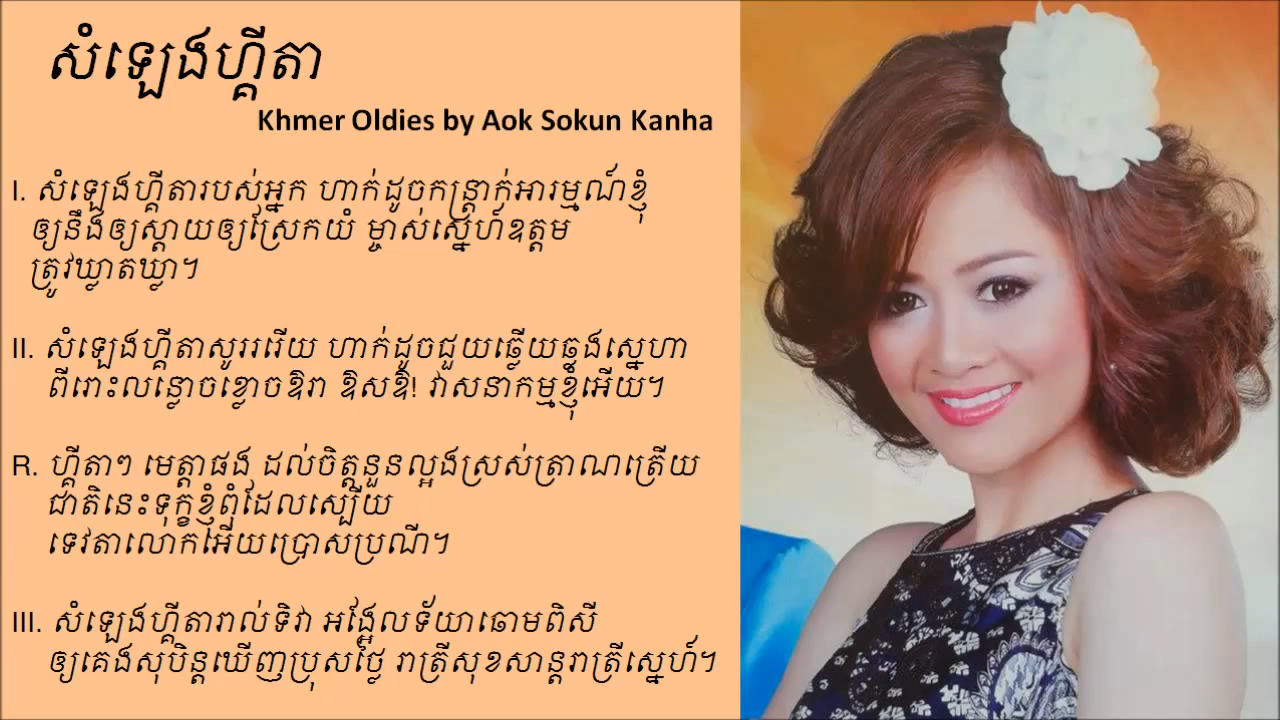 សំឡេងហ្គីតា
Khmer Oldies by Aok Sokun Kanha
I. សំឡេងហ្គីតារបស់អ្នក ហាក់ដូចកន្ត្រាក់អារម្មណ៍ខ្ញុំ
ឲ្យនឹងឲ្យស្ដាយឲ្យស្រែកយំ ម្ចាស់ស្នេហ៍ឧត្តម
ត្រូវឃ្លាតឃ្លា។
II. សំឡេងហ្គីតាសូររររើយ ហាក់ដូចជួយឆ្លើយឆ្លងស្នេហា
ពីរោះលន្លោចខ្លោចឱរា ឱសឱ! វាសនាកម្មខ្ញុំអើយ។
R. ហ្គីតាៗ មេត្តាផង ដល់ចិត្តនួនល្អងស្រស់ត្រាណត្រើយ
ជាតិនេះទុក្ខខ្ញុំពុំដែលស្បើយ
ទេវតាលោកអើយប្រោសប្រណី។
III. សំឡេងហ្គីតារាល់ទិវា អង្អែលទ័យាឆោមពិសី
ឲ្យគេងសុបិន្តឃើញប្រុសថ្លៃ រាត្រីសុខសាន្តរាត្រីស្នេហ៍។